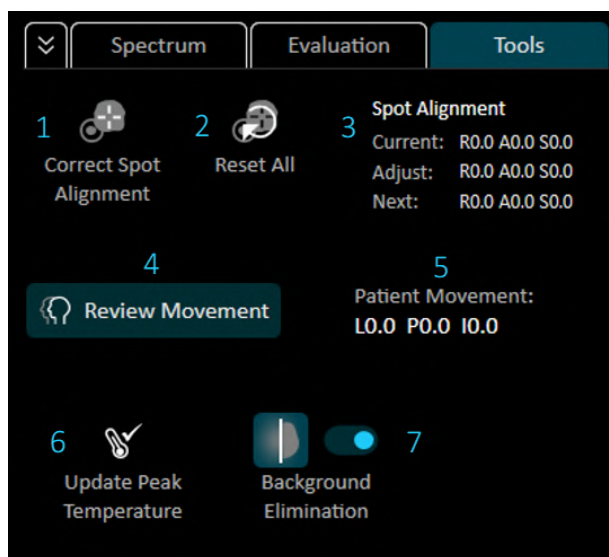 Spectrum Evaluation Tools
1 2 3 Spot Alignment
Current: R0.0 A0.0 S0.0
Correct Spot Reset All Adjust: R0.0 A0.0 S0.0
Alignment Next: R0.0 A0.0 S0.0
4 5
Review Movement Patient Movement:
L0.0 P0.0 I0.0
6 7
Update Peak Background
Temperature Elimination